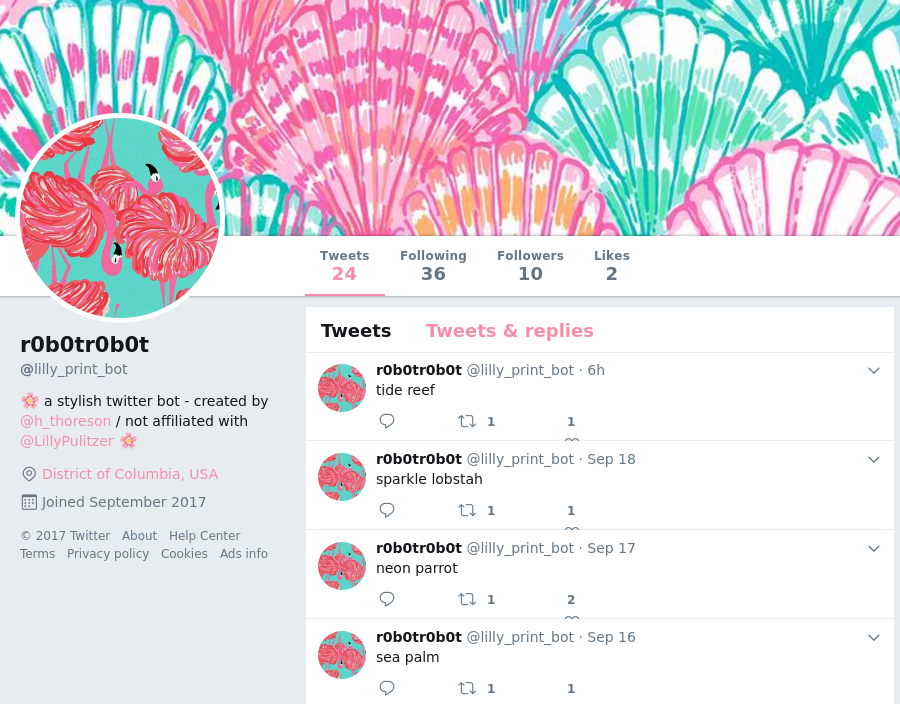 Tweets Following Followers Likes
24 36 10 2
r0b0tr0b0t
@lilly_print_bot
🌸 a stylish twitter bot - created by
@h_thoreson / not affiliated with
@LillyPulitzer 🌸
District of Columbia, USA
Joined September 2017
© 2017 Twitter About Help Center
Terms Privacy policy Cookies Ads info
Tweets Tweets & replies
r0b0tr0b0t @lilly_print_bot · 6h
tide reef
1 1
r0b0tr0b0t @lilly_print_bot · Sep 18
sparkle lobstah
1 1
r0b0tr0b0t @lilly_print_bot · Sep 17
neon parrot
1 2
r0b0tr0b0t @lilly_print_bot · Sep 16
sea palm
1 1